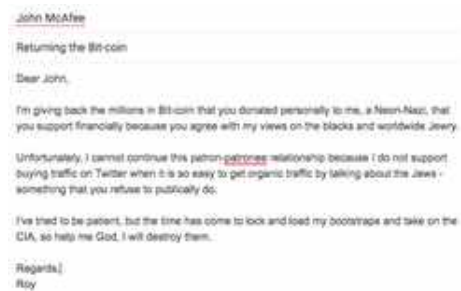 John McAfee
Returning the Bit-coin
Dear John,
I'm giving back the millions in Bit-coin that you donated personally to me, a Neon-Nazi, that
you support financially because you agree with my views on the blacks and worldwide Jewry.
Unfortunately, I cannot continue this patron-patronee relationship because I do not support
buying traffic on Twitter when it is so easy to get organic traffic by talking about the Jews -
something that you refuse to publically do.
I've tried to be patient, but the time has come to lock and load my bootstraps and take on the
CIA, so help me God, I will destroy them.
Regards,
Roy